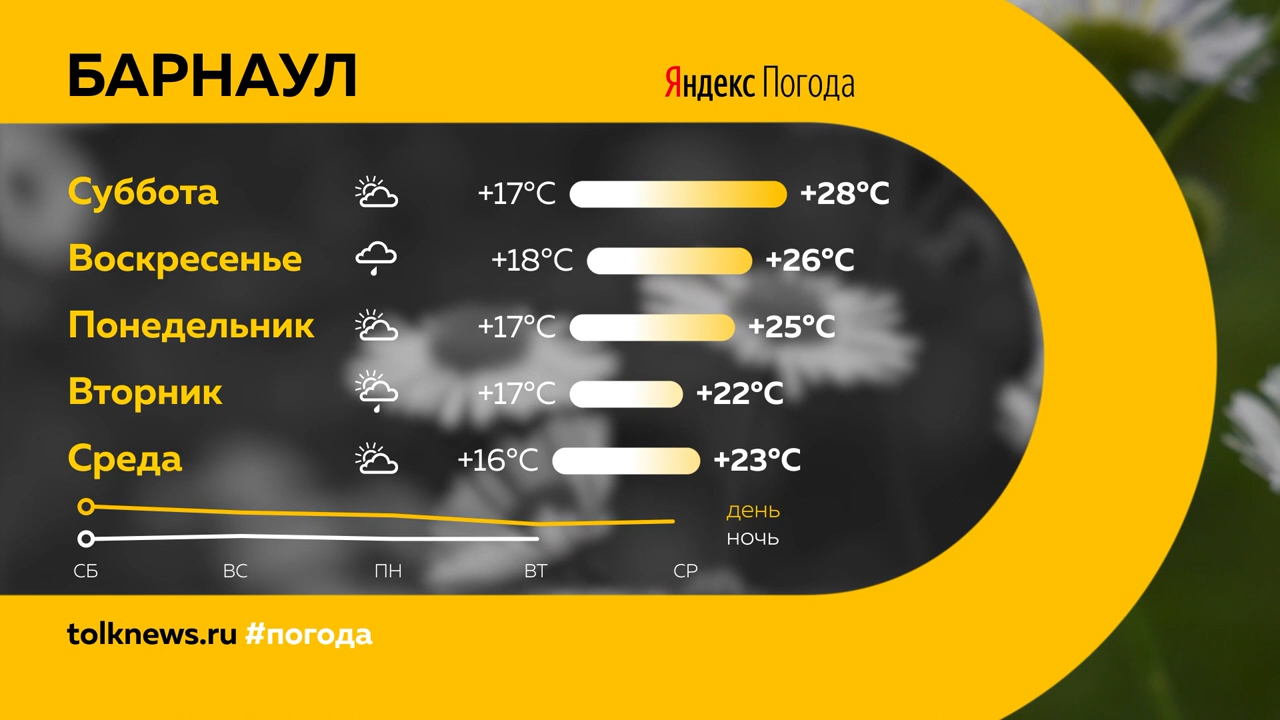 БАРНАУЛ
Яндекс Погода
Суббота +17°C +28°C
Воскресенье +18°C +26°C
Понедельник +17°C +25°C
Вторник +17°C +22°C
Среда +16°C +23°C
день
ночь
СБ ВС ПН ВТ СР
tolknews.ru #погода